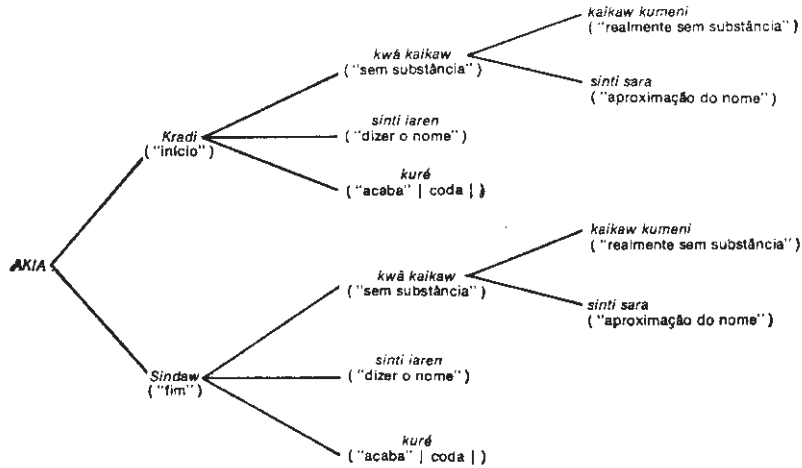 kaikaw kumeni
( "realmente sem substância" )
kwâ kaikaw
( "sem substância" )
sinti sara
( "aproximação do nome" )
sinti iaren
( "dizer o nome" )
Kradi
( "início" )
kuré
( "acaba" | coda | )
AKIA
kaikaw kumeni
( "realmente sem substância" )
kwâ kaikaw
( "sem substância" )
sinti sara
( "aproximação do nome" )
sinti iaren
( "dizer o nome" )
Sindaw
( "fim" )
kuré
( "acaba" | coda | )